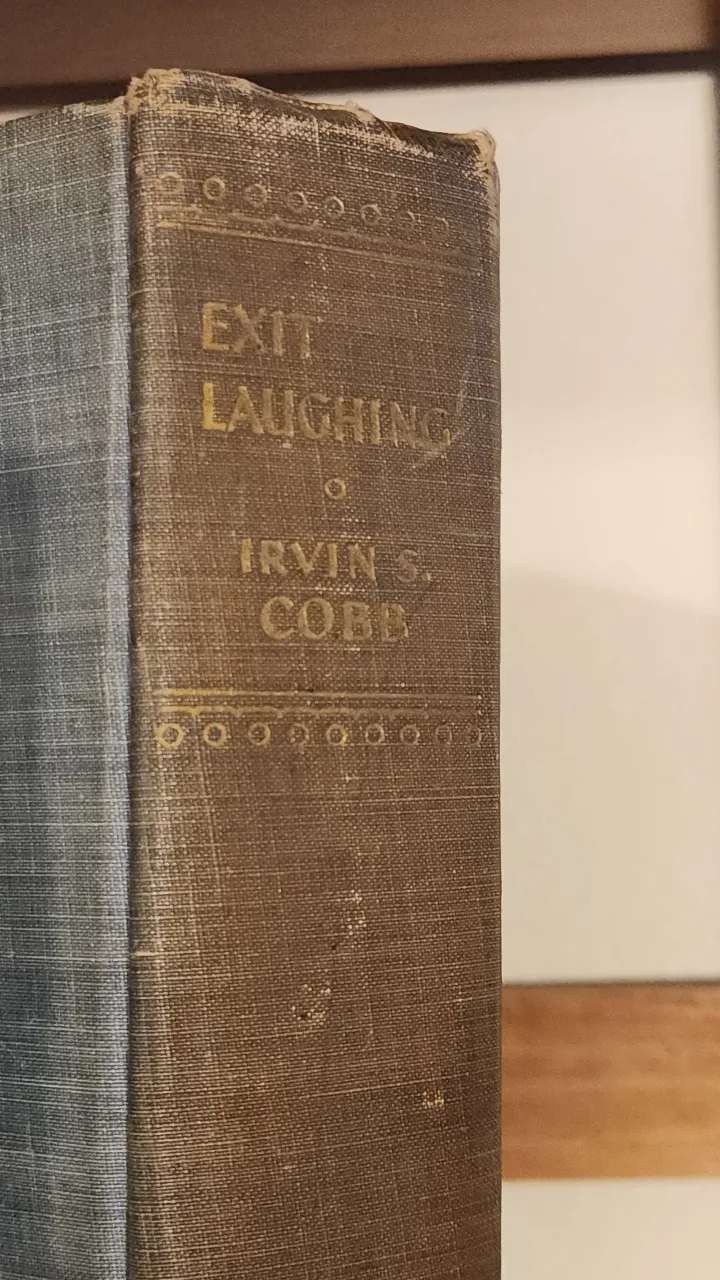 EXIT
LAUGHING
IRVIN S.
COBB